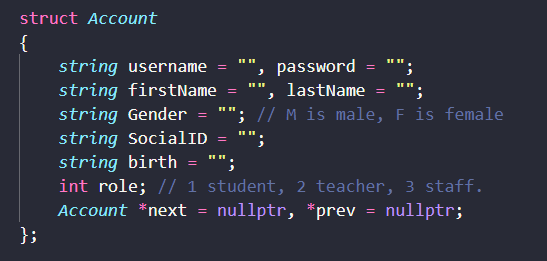 struct Account
{
    string username = "", password = "";
    string firstName = "", lastName = "";
    string Gender = ""; // M is male, F is female
    string SocialID = "";
    string birth = "";
    int role; // 1 student, 2 teacher, 3 staff.
    Account *next = nullptr, *prev = nullptr;
};